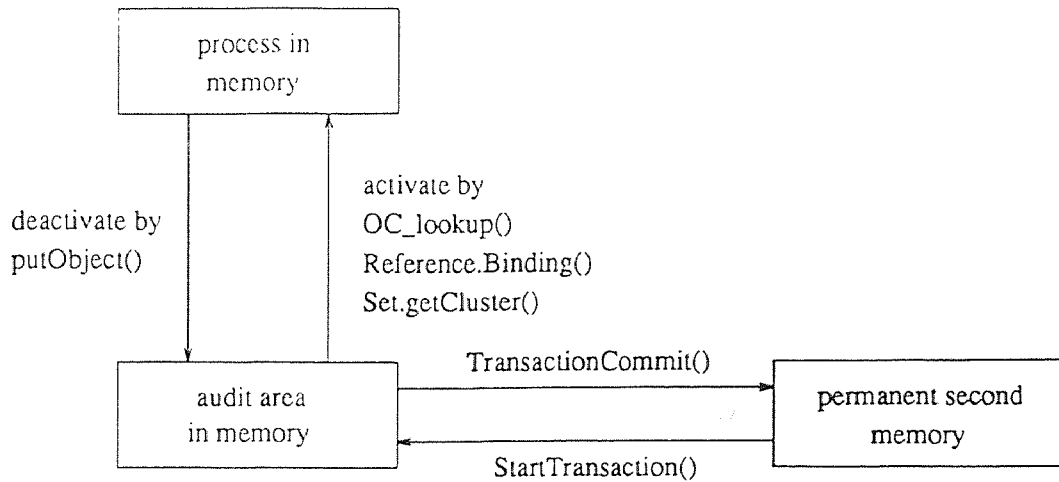 process in
memory
deactivate by
putObject()
activate by
OC_lookup()
Reference.Binding()
Set.getCluster()
audit area
in memory
TransactionCommit()
StartTransaction()
permanent second
memory